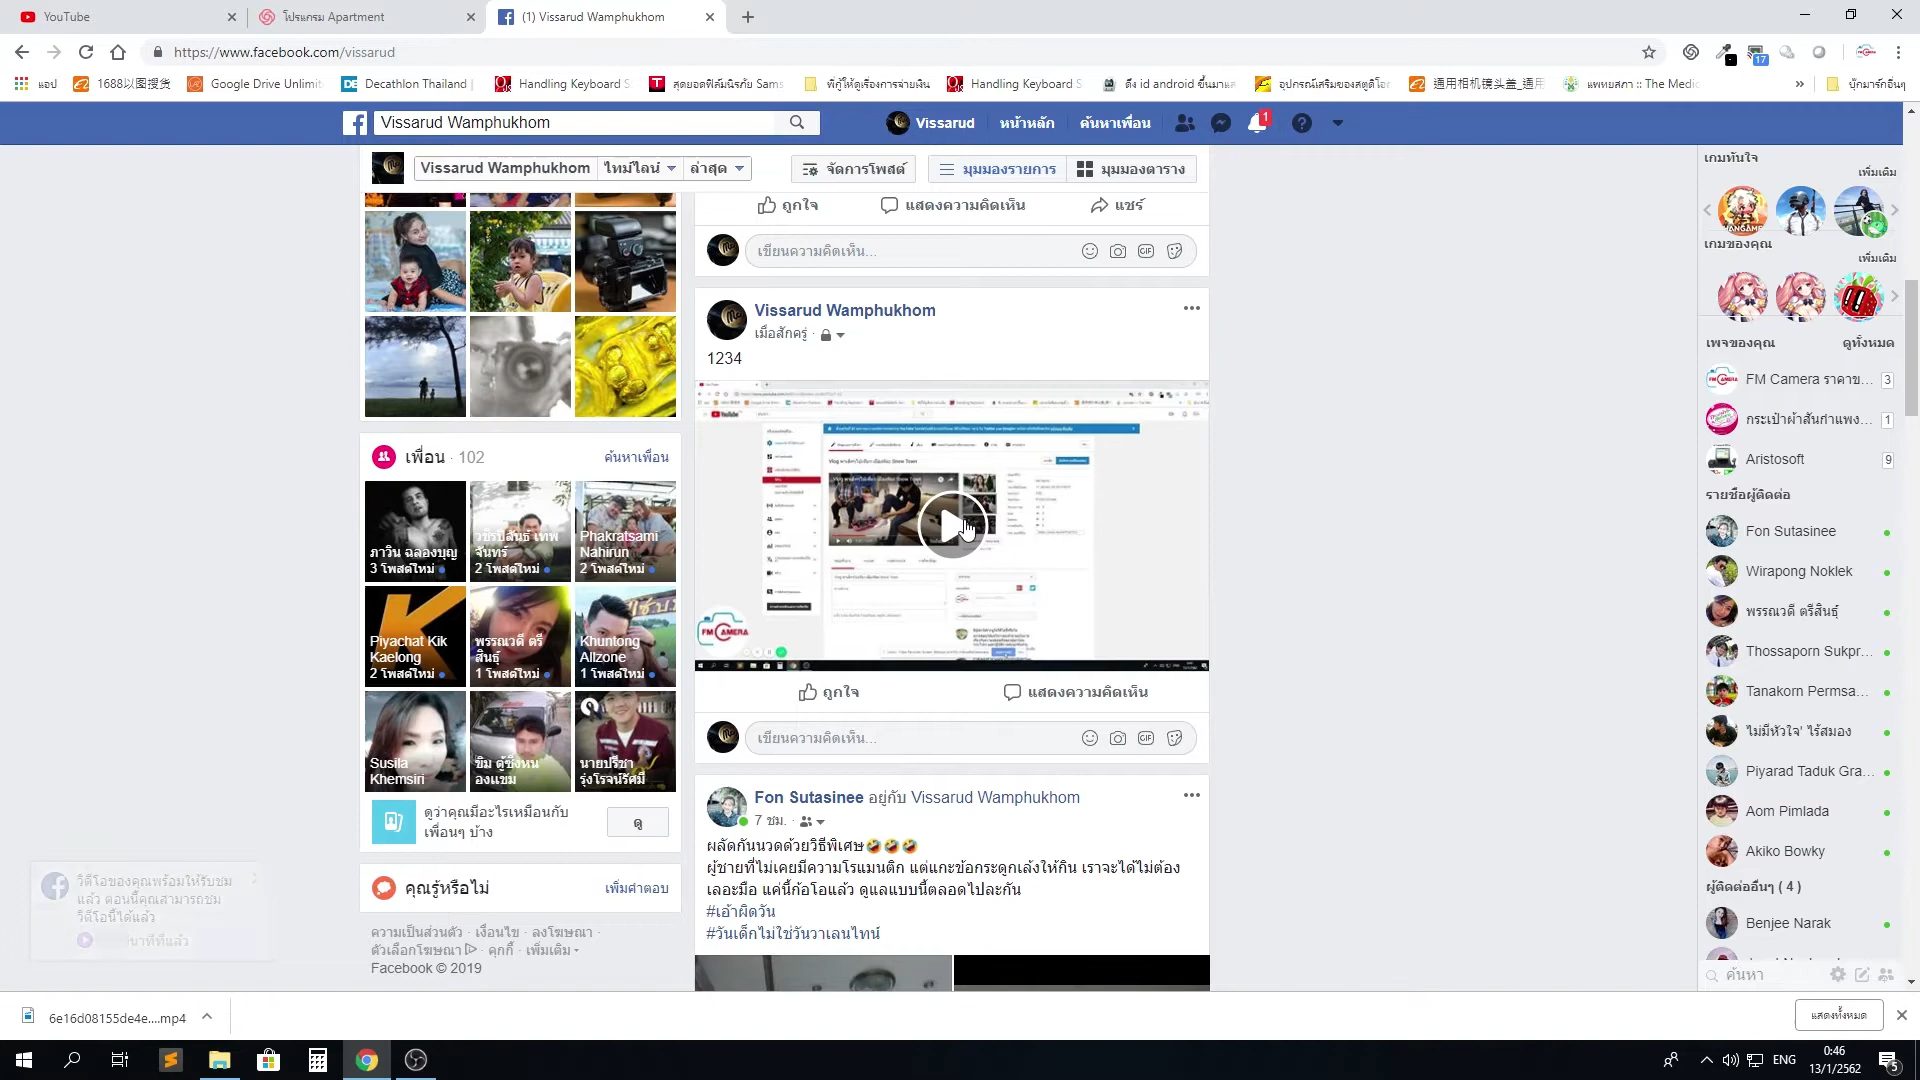 YouTube
โปรแกรม Apartment
(1) Vissarud Wamphukhom
https://www.facebook.com/vissarud
แอป
1688以图搜货
Google Drive Unlimit
Decathlon Thailand
Handling Keyboard S
สุดยอดฟิล์มนิรภัย Sams
พี่กู้ให้ดูเรื่องการจ่ายเงิน
Handling Keyboard S
ดึง id android ขึ้นมาแส
อุปกรณ์เสริมของสตูดิโอ
通用相机镜头盖_通用
แพทยสภา :: The Medic
»
บุ๊กมาร์กอื่นๆ
Vissarud Wamphukhom
Vissarud
หน้าหลัก
ค้นหาเพื่อน
1
Vissarud Wamphukhom
ไทม์ไลน์
ล่าสุด
จัดการโพสต์
มุมมองรายการ
มุมมองตาราง
ถูกใจ
แสดงความคิดเห็น
แชร์
เขียนความคิดเห็น...
Vissarud Wamphukhom
เมื่อสักครู่ ·
1234
FM CAMERA
ถูกใจ
แสดงความคิดเห็น
เขียนความคิดเห็น...
Fon Sutasinee อยู่กับ Vissarud Wamphukhom
7 ชม. ·
ผลัดกันนวดด้วยวิธีพิเศษ🤣🤣🤣
ผู้ชายที่ไม่เคยมีความโรแมนติก แต่แกะข้อกระดูกเล้งให้กิน เราจะได้ไม่ต้อง
เลอะมือ แค่นี้ก้อโอแล้ว ดูแลแบบนี้ตลอดไปละกัน
#เอ้าผิดวัน
#วันเด็กไม่ใช่วันวาเลนไทน์
เพื่อน · 102
ค้นหาเพื่อน
ภาวิน ฉลองบุญ
3 โพสต์ใหม่
วชิรปีสันธ์ เทพ
จันทร์
2 โพสต์ใหม่
Phakratsami
Nahirun
2 โพสต์ใหม่
Piyachat Kik
Kaelong
2 โพสต์ใหม่
พรรณวดี ตรี
สินธุ์
1 โพสต์ใหม่
Khuntong
Allzone
1 โพสต์ใหม่
Susila
Khemsiri
ขิม ตู้ซิ่งหน
องแขม
นายปรีชา
รุ่งโรจน์รัศมี
ดูว่าคุณมีอะไรเหมือนกับ
เพื่อนๆ บ้าง
ดู
คุณรู้หรือไม่
เพิ่มคำตอบ
ความเป็นส่วนตัว · เงื่อนไข · ลงโฆษณา ·
ตัวเลือกโฆษณา · คุกกี้ · เพิ่มเติม
Facebook © 2019
วิดีโอของคุณพร้อมให้รับชม
แล้ว ตอนนี้คุณสามารถชม
วิดีโอนี้ได้แล้ว
นาทีที่แล้ว
เกมทันใจ
เพิ่มเติม
เกมของคุณ
เพิ่มเติม
เพจของคุณ
ดูทั้งหมด
FM Camera ราคาข...
3
กระเป๋าผ้าสันกำแพง...
1
Aristosoft
9
รายชื่อผู้ติดต่อ
Fon Sutasinee
Wirapong Noklek
พรรณวดี ตรีสินธุ์
Thossaporn Sukpr...
Tanakorn Permsa...
ไม่มีหัวใจ' ไร้สมอง
Piyarad Taduk Gra...
Aom Pimlada
Akiko Bowky
ผู้ติดต่ออื่นๆ ( 4 )
Benjee Narak
ค้นหา
6e16d08155de4e....mp4
แสดงทั้งหมด
ENG
0:46
13/1/2562
5